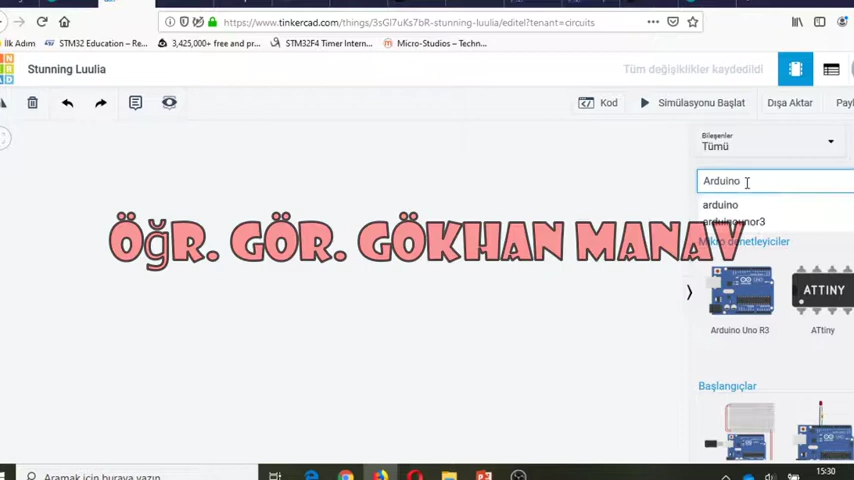 https://www.tinkercad.com/things/3sGl7uKs7bR-stunning-luulia/editel?tenant=circuits
İlk Adım
STM32 Education - Re...
3,425,000+ free and pr...
STM32F4 Timer Intern...
Micro-Studios – Techn...
Stunning Luulia
Tüm değişiklikler kaydedildi
Kod
Simülasyonu Başlat
Dışa Aktar
Bileşenler
Tümü
Arduino
arduino
arduinounor3
ÖĞR. GÖR. GÖKHAN MANAV
Mikro denetleyiciler
ATTINY
Arduino Uno R3
ATtiny
Başlangıçlar
Aramak için buraya yazın
15:30